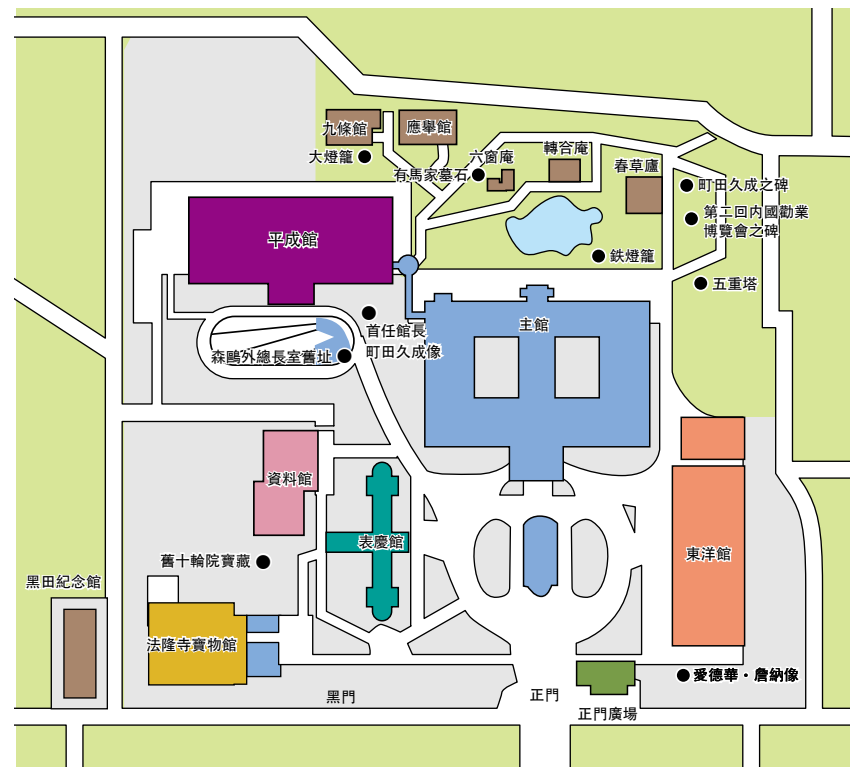 九條館
應舉館
大燈籠
六窗庵
轉合庵
有馬家墓石
春草廬
町田久成之碑
第二回内國勸業
博覽會之碑
平成館
鉄燈籠
五重塔
首任館長
町田久成像
主館
森鷗外總長室舊址
資料館
表慶館
東洋館
舊十輪院寶藏
黑田紀念館
法隆寺寶物館
愛德華・詹納像
黑門
正門
正門廣場